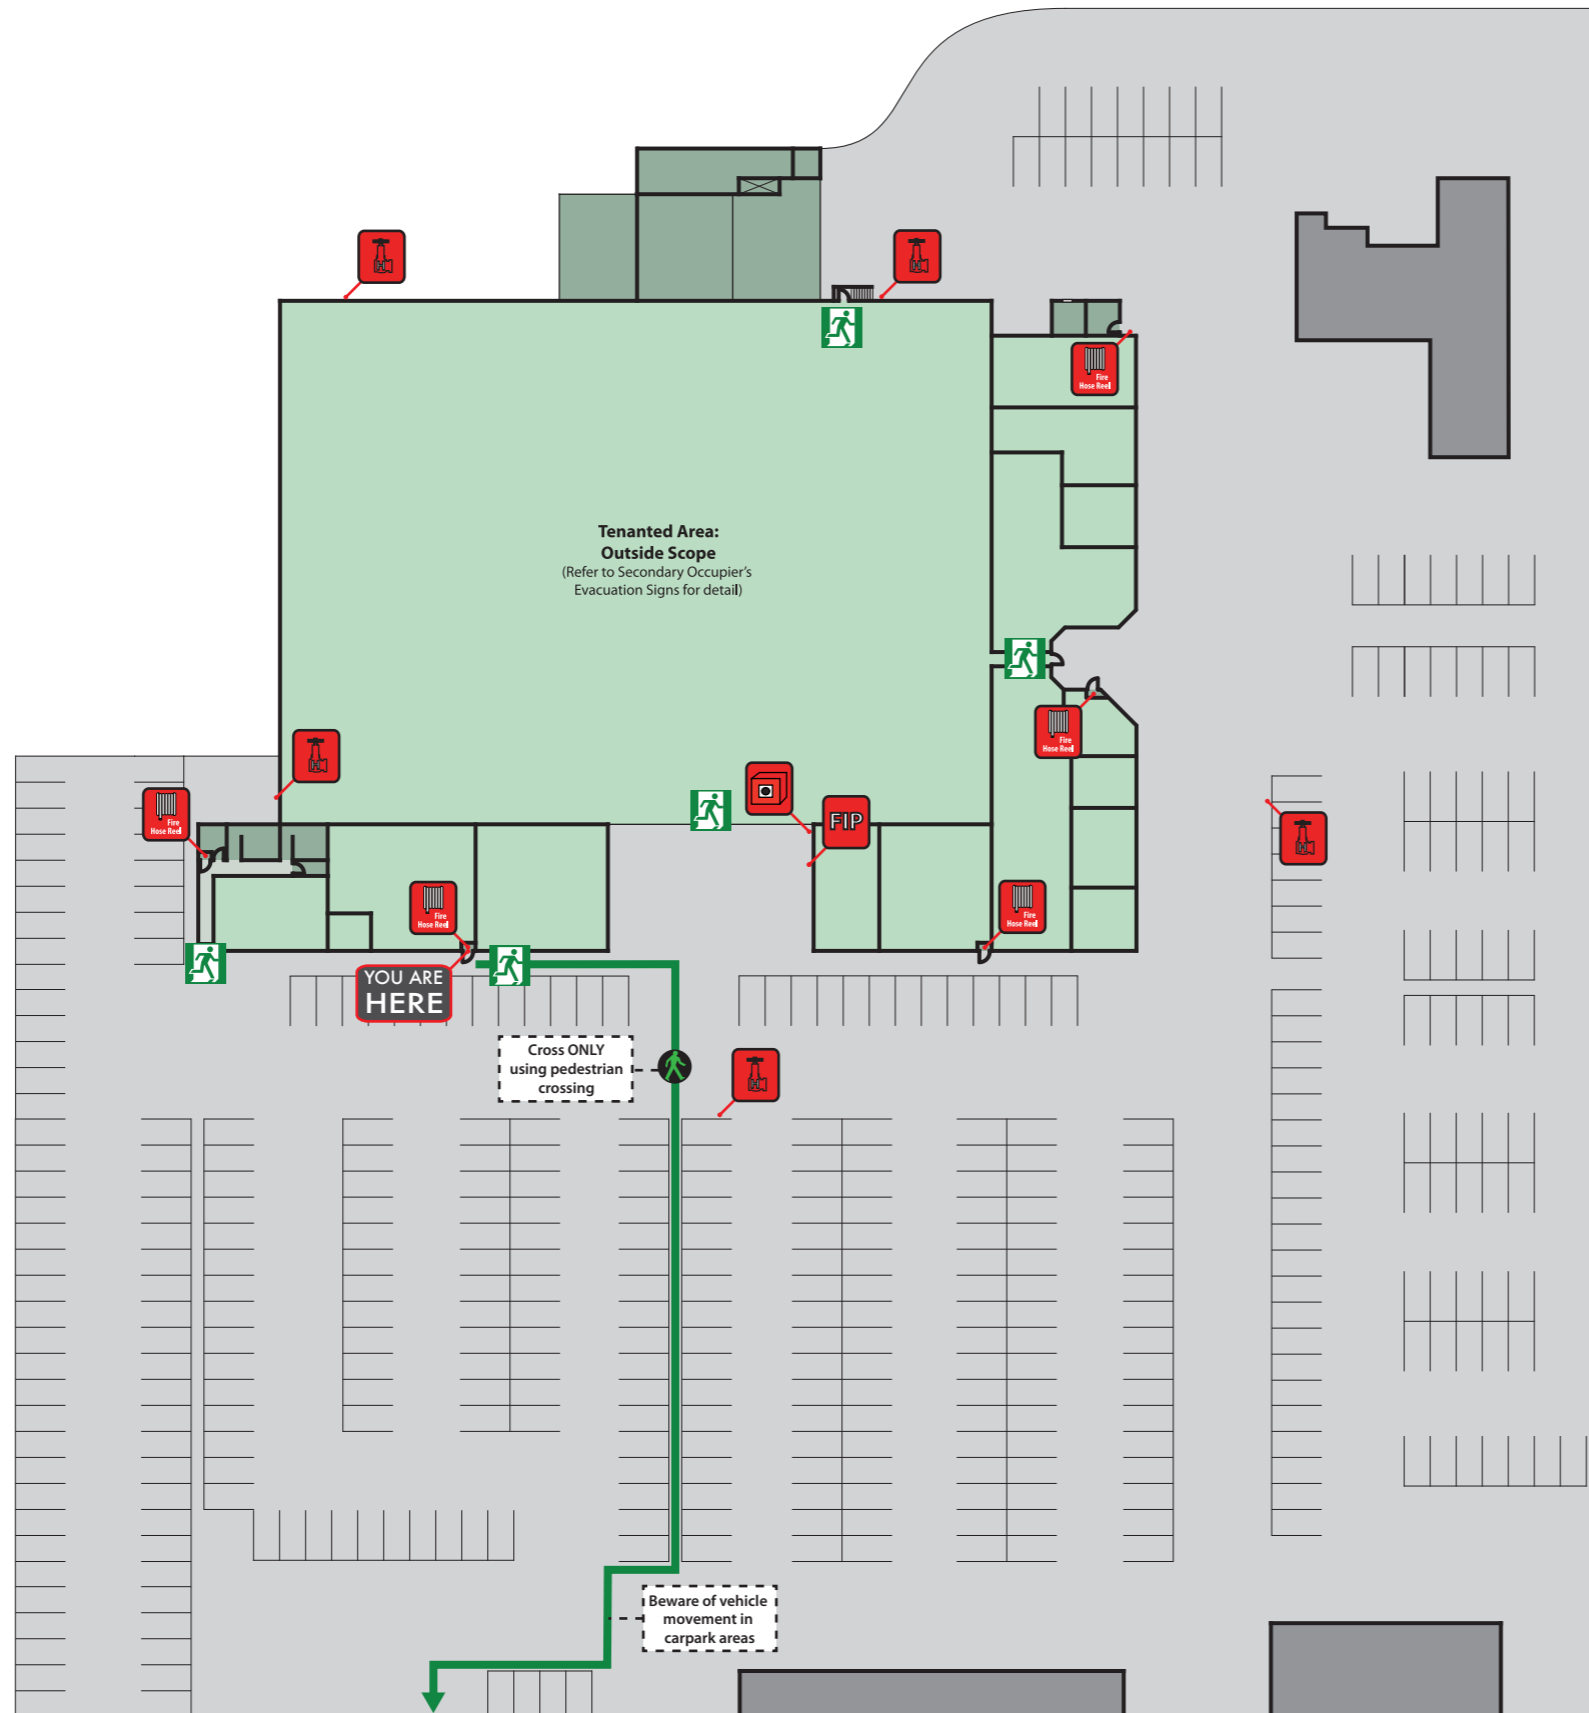 Fire
Hose Reel
Tenanted Area:
Outside Scope
(Refer to Secondary Occupier's
Evacuation Signs for detail)
Fire
Hose Reel
Fire
Hose Reel
FIP
Fire
Hose Reel
Fire
Hose Reel
YOU ARE
HERE
Cross ONLY
using pedestrian
crossing
Beware of vehicle
movement in
carpark areas